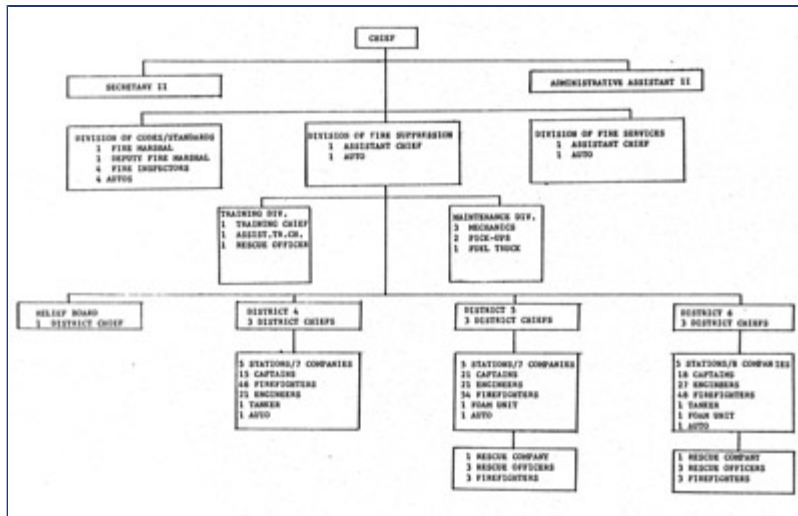 CHIEF
SECRETARY II
ADMINISTRATIVE ASSISTANT II
DIVISION OF CODES/STANDARDS
1 FIRE MARSHAL
1 DEPUTY FIRE MARSHAL
4 FIRE INSPECTORS
4 AUTOS
DIVISION OF FIRE SUPPRESSION
1 ASSISTANT CHIEF
1 AUTO
DIVISION OF FIRE SERVICES
1 ASSISTANT CHIEF
1 AUTO
TRAINING DIV.
1 TRAINING CHIEF
1 ASSIST.TR.CH.
1 RESCUE OFFICER
MAINTENANCE DIV.
3 MECHANICS
2 PICK-UPS
1 FUEL TRUCK
RELIEF BOARD
1 DISTRICT CHIEF
DISTRICT 4
3 DISTRICT CHIEFS
DISTRICT 5
3 DISTRICT CHIEFS
DISTRICT 6
3 DISTRICT CHIEFS
5 STATIONS/7 COMPANIES
15 CAPTAINS
FIREFIGHTERS
21 ENGINEERS
1 TANKER
1 AUTO
5 STATIONS/7 COMPANIES
21 CAPTAINS
21 ENGINEERS
FIREFIGHTERS
1 FOAM UNIT
1 AUTO
5 STATIONS/8 COMPANIES
18 CAPTAINS
27 ENGINEERS
48 FIREFIGHTERS
1 TANKER
1 FOAM UNIT
1 AUTO
1 RESCUE COMPANY
3 RESCUE OFFICERS
3 FIREFIGHTERS
1 RESCUE COMPANY
3 RESCUE OFFICERS
3 FIREFIGHTERS